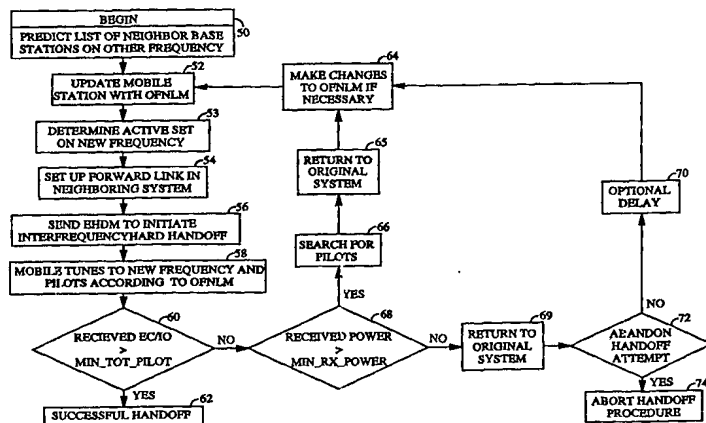 BEGIN
PREDICT LIST OF NEIGHBOR BASE
STATIONS ON OTHER FREQUENCY
50
52
UPDATE MOBILE
STATION WITH OFNLM
53
DETERMINE ACTIVE SET
ON NEW FREQUENCY
54
SET UP FORWARD LINK IN
NEIGHBORING SYSTEM
56
SEND EHDM TO INITIATE
INTERFREQUENCYHARD HANDOFF
58
MOBILE TUNES TO NEW FREQUENCY AND
PILOTS ACCORDING TO OFNLM
60
RECIEVED EC/IO
>
MIN_TOT_PILOT
NO
YES
62
SUCCESSFUL HANDOFF
64
MAKE CHANGES
TO OFNLM IF
NECESSARY
65
RETURN TO
ORIGINAL
SYSTEM
66
SEARCH FOR
PILOTS
YES
68
RECEIVED POWER
>
MIN_RX_POWER
NO
69
RETURN TO
ORIGINAL
SYSTEM
70
OPTIONAL
DELAY
NO
72
ABANDON
HANDOFF
ATTEMPT
YES
74
ABORT HANDOFF
PROCEDURE